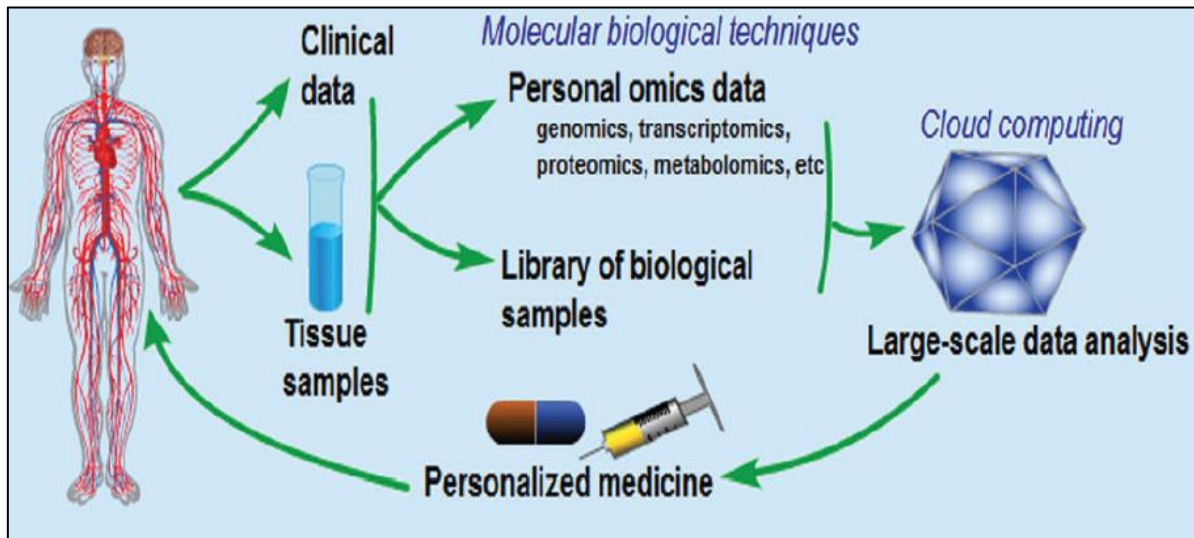 Clinical
data
Molecular biological techniques
Personal omics data
genomics, transcriptomics,
proteomics, metabolomics, etc
Cloud computing
Library of biological
samples
Tissue
samples
Large-scale data analysis
Personalized medicine